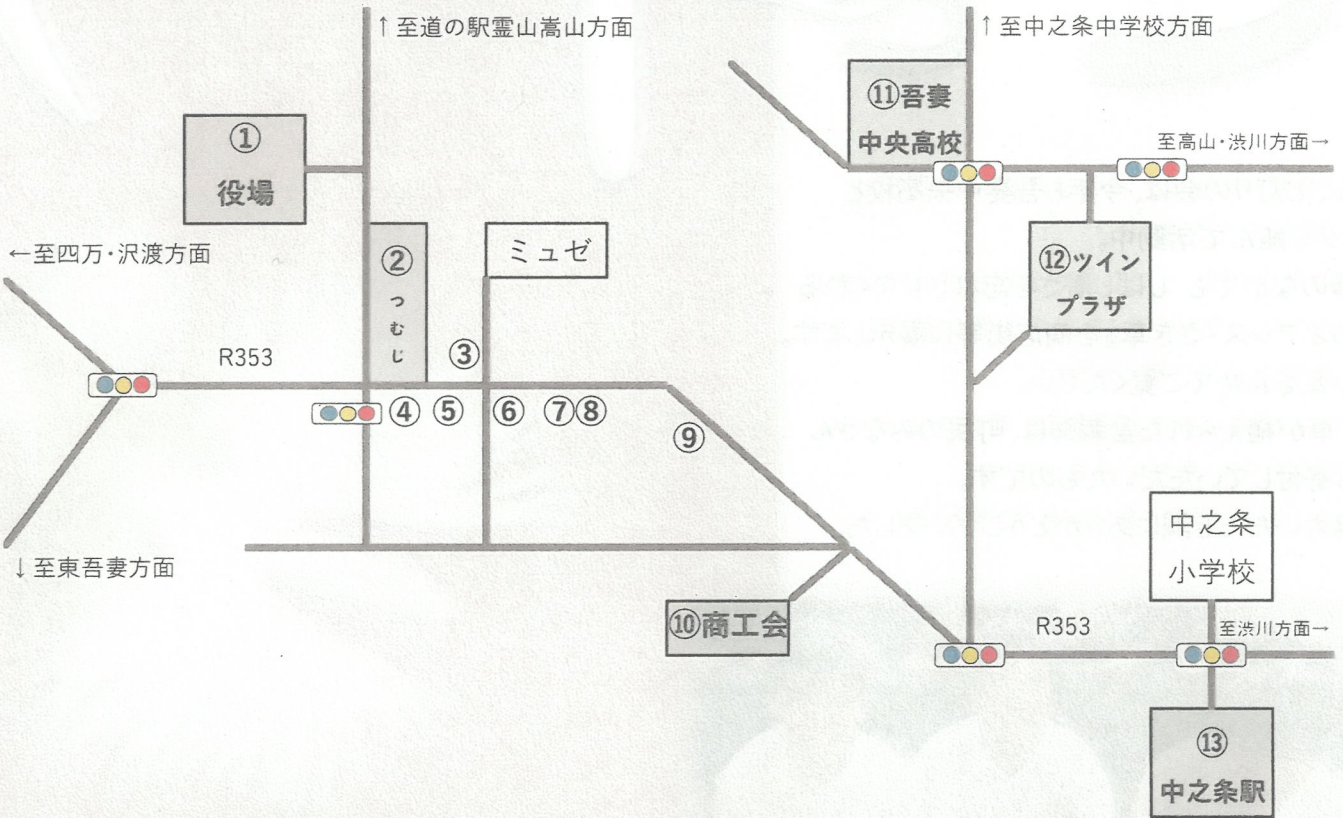 ↑至道の駅霊山嵩山方面
↑至中之条中学校方面
⑪吾妻
中央高校
至高山・渋川方面→
①
役場
←至四万・沢渡方面
②
つむじ
ミュゼ
⑫ツイン
プラザ
R353
③
④
⑤
⑥
⑦⑧
⑨
↓至東吾妻方面
中之条
小学校
⑩商工会
R353
至渋川方面→
⑬
中之条駅